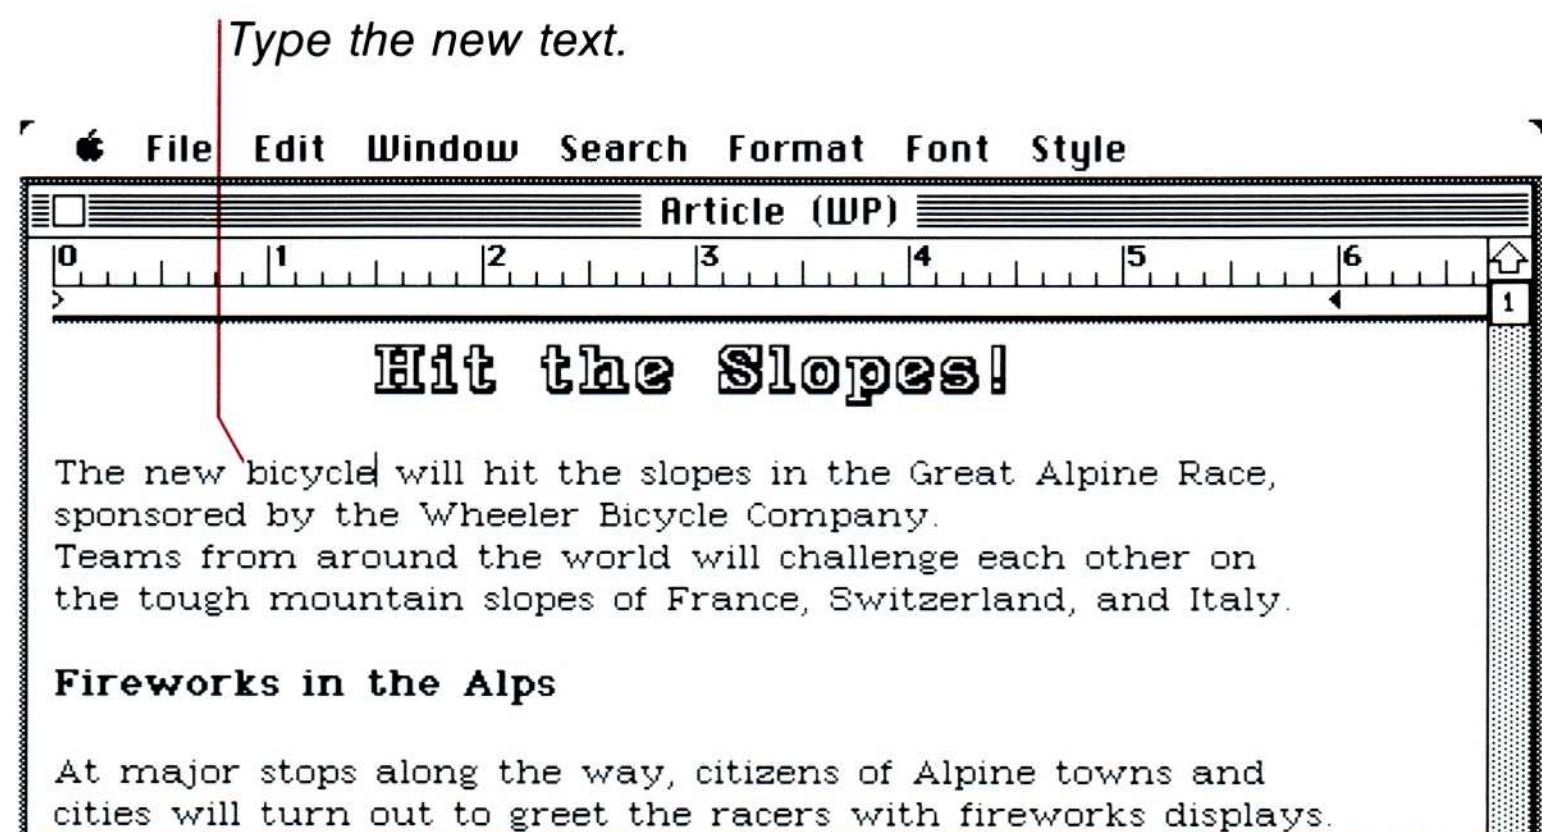 Type the new text.
File Edit Window Search Format Font Style
Article (WP)
0 1 2 3 4 5 6
1
Hit the Slopes!
The new bicycle will hit the slopes in the Great Alpine Race,
sponsored by the Wheeler Bicycle Company.
Teams from around the world will challenge each other on
the tough mountain slopes of France, Switzerland, and Italy.
Fireworks in the Alps
At major stops along the way, citizens of Alpine towns and
cities will turn out to greet the racers with fireworks displays.